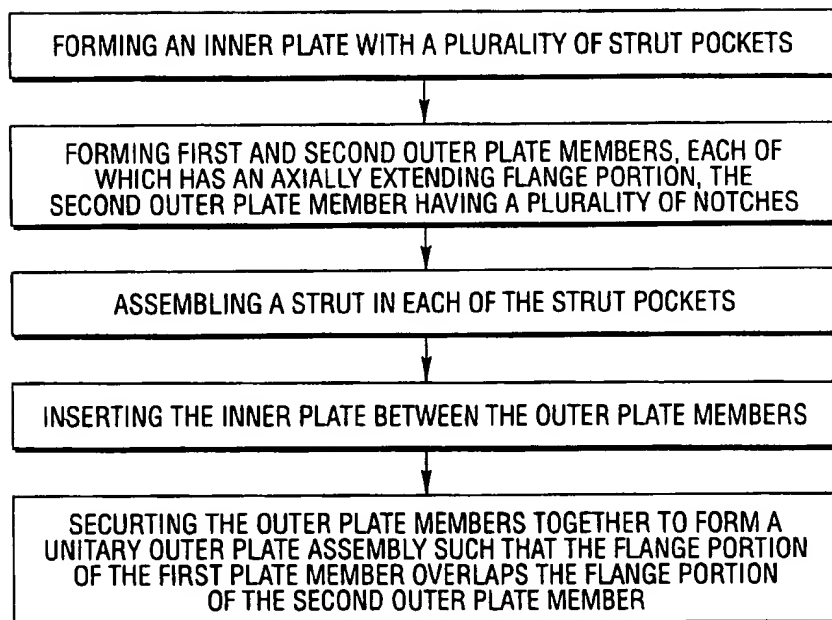 FORMING AN INNER PLATE WITH A PLURALITY OF STRUT POCKETS
FORMING FIRST AND SECOND OUTER PLATE MEMBERS, EACH OF
WHICH HAS AN AXIALLY EXTENDING FLANGE PORTION, THE
SECOND OUTER PLATE MEMBER HAVING A PLURALITY OF NOTCHES
ASSEMBLING A STRUT IN EACH OF THE STRUT POCKETS
INSERTING THE INNER PLATE BETWEEN THE OUTER PLATE MEMBERS
SECURTING THE OUTER PLATE MEMBERS TOGETHER TO FORM A
UNITARY OUTER PLATE ASSEMBLY SUCH THAT THE FLANGE PORTION
OF THE FIRST PLATE MEMBER OVERLAPS THE FLANGE PORTION
OF THE SECOND OUTER PLATE MEMBER